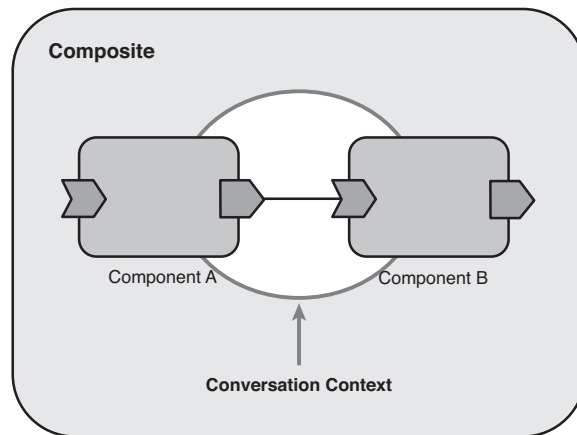 Composite
Component A
Component B
Conversation Context